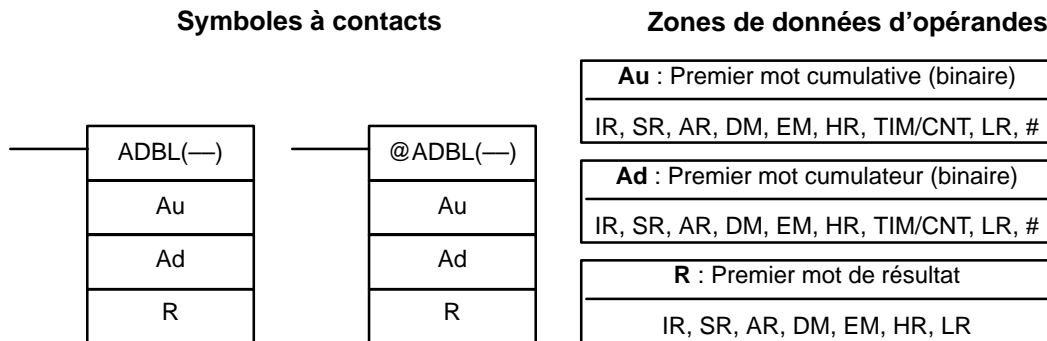 Symboles à contacts
ADBL(––)
Au
Ad
R
@ADBL(––)
Au
Ad
R
Zones de données d’opérandes
Au : Premier mot cumulative (binaire)
IR, SR, AR, DM, EM, HR, TIM/CNT, LR, #
Ad : Premier mot cumulateur (binaire)
IR, SR, AR, DM, EM, HR, TIM/CNT, LR, #
R : Premier mot de résultat
IR, SR, AR, DM, EM, HR, LR